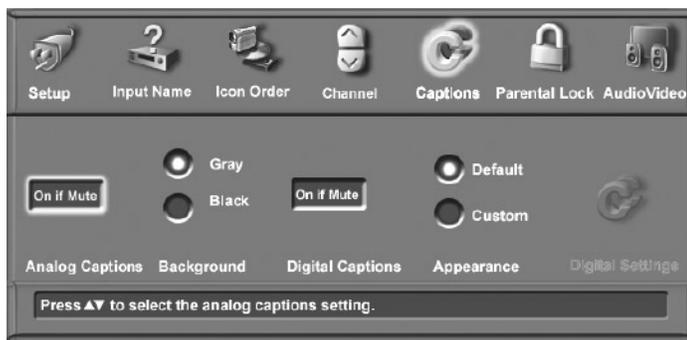 Setup Input Name Icon Order Channel Captions Parental Lock AudioVideo
On if Mute Gray Black On if Mute Default Custom
Analog Captions Background Digital Captions Appearance Digital Settings
Press ▲▼ to select the analog captions setting.